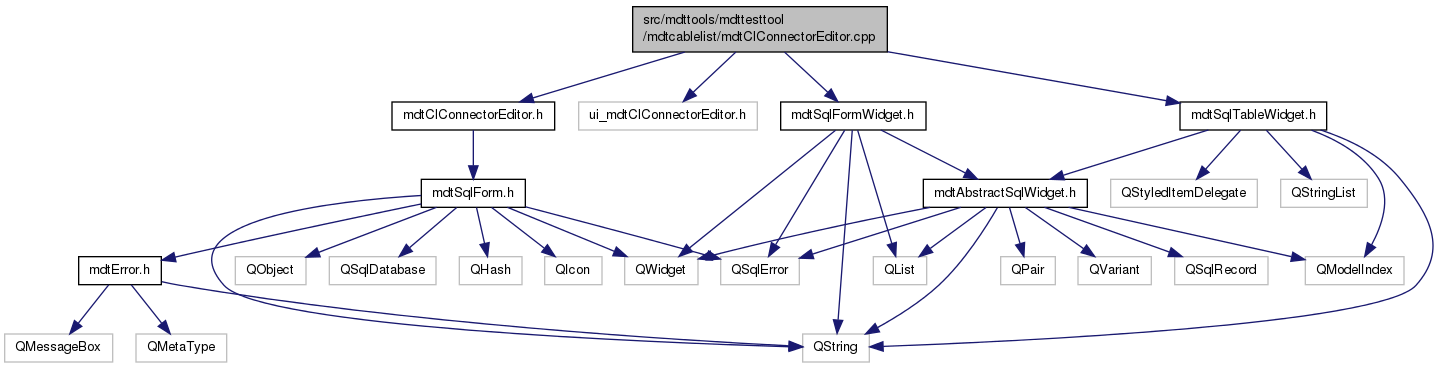 src/mdttools/mdttesttool
/mdtcablelist/mdtClConnectorEditor.cpp
mdtClConnectorEditor.h
ui_mdtClConnectorEditor.h
mdtSqlFormWidget.h
mdtSqlTableWidget.h
mdtSqlForm.h
mdtAbstractSqlWidget.h
QStyledItemDelegate
QStringList
mdtError.h
QObject
QSqlDatabase
QHash
QIcon
QWidget
QSqlError
QList
QPair
QVariant
QSqlRecord
QModelIndex
QMessageBox
QMetaType
QString